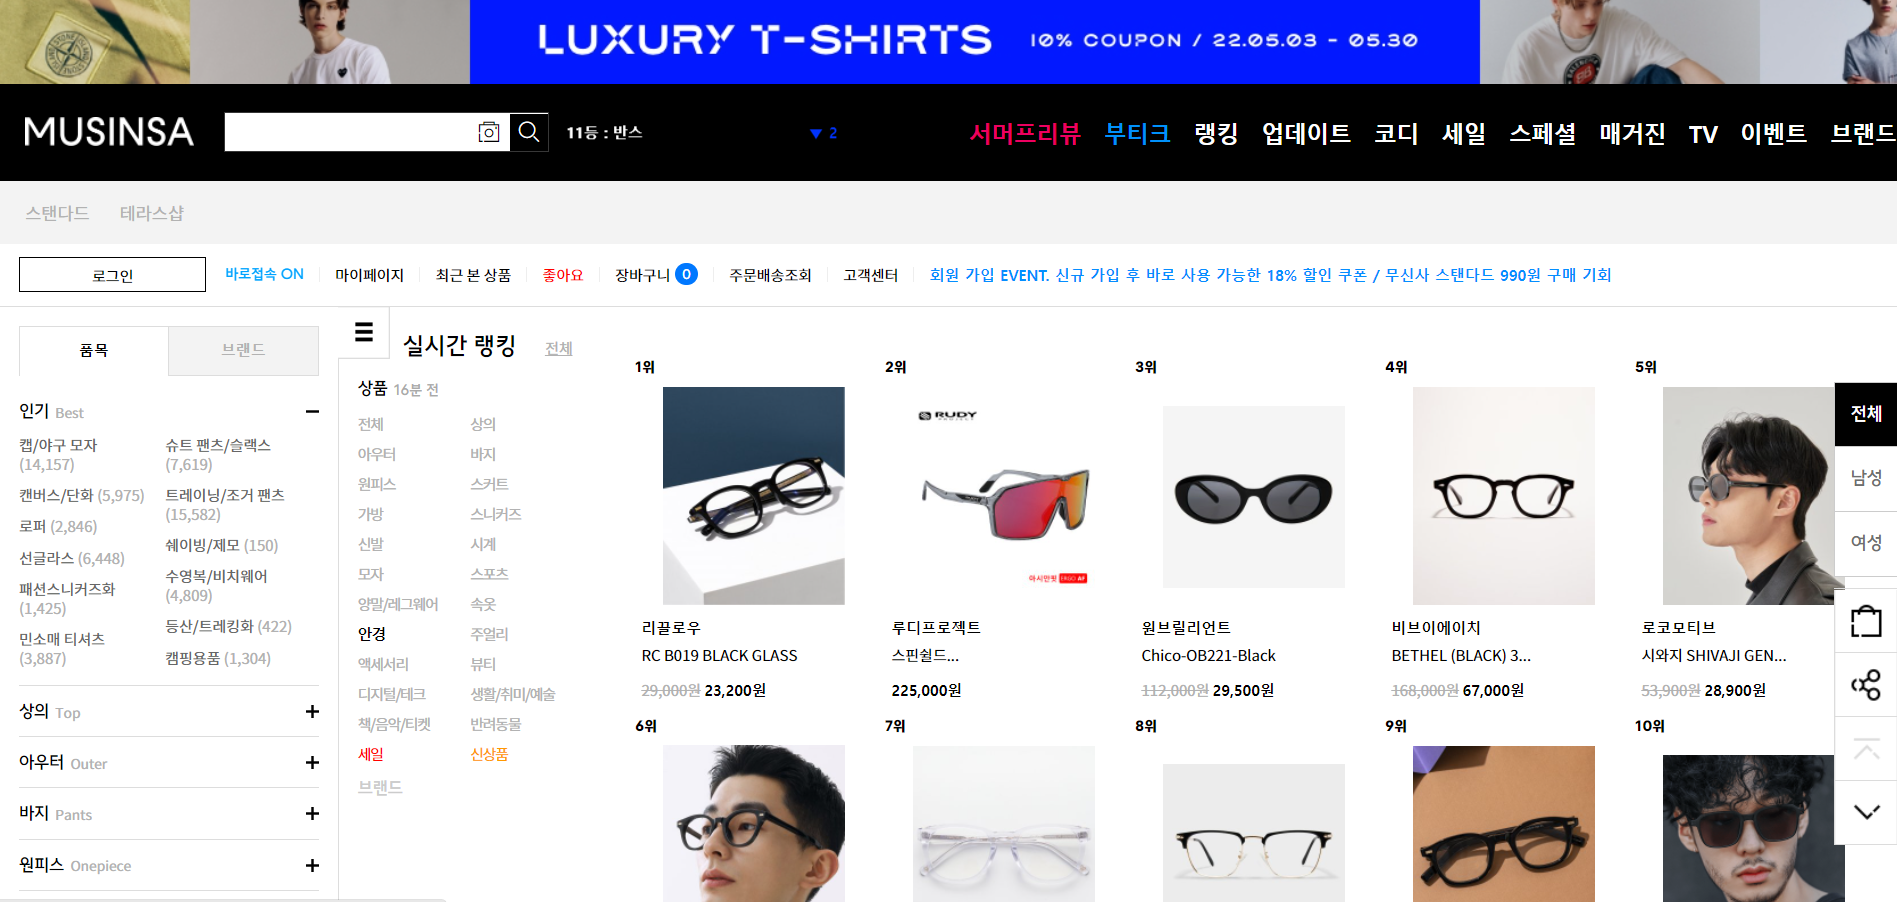 LUXURY T-SHIRTS 10% COUPON / 22.05.03 - 05.30
MUSINSA
11등 : 반스
▼ 2
서머프리뷰 부티크 랭킹 업데이트 코디 세일 스페셜 매거진 TV 이벤트 브랜드
스탠다드 테라스샵
로그인
바로접속 ON
마이페이지
최근 본 상품
좋아요
장바구니 0
주문배송조회
고객센터
회원 가입 EVENT. 신규 가입 후 바로 사용 가능한 18% 할인 쿠폰 / 무신사 스탠다드 990원 구매 기회
품목
브랜드
인기 Best
캡/야구 모자
(14,157)
캔버스/단화 (5,975)
로퍼 (2,846)
선글라스 (6,448)
패션스니커즈화
(1,425)
민소매 티셔츠
(3,887)
슈트 팬츠/슬랙스
(7,619)
트레이닝/조거 팬츠
(15,582)
쉐이빙/제모 (150)
수영복/비치웨어
(4,809)
등산/트레킹화 (422)
캠핑용품 (1,304)
상의 Top
아우터 Outer
바지 Pants
원피스 Onepiece
실시간 랭킹 전체
상품 16분 전
전체 상의
아우터 바지
원피스 스커트
가방 스니커즈
신발 시계
모자 스포츠
양말/레그웨어 속옷
안경 주얼리
액세서리 뷰티
디지털/테크 생활/취미/예술
책/음악/티켓 반려동물
세일 신상품
브랜드
1위
리끌로우
RC B019 BLACK GLASS
29,000원 23,200원
2위
RUDY
PROJECT
아시안핏 ERGO AF
루디프로젝트
스핀쉴드...
225,000원
3위
원브릴리언트
Chico-OB221-Black
112,000원 29,500원
4위
비브이에이치
BETHEL (BLACK) 3...
168,000원 67,000원
5위
로코모티브
시와지 SHIVAJI GEN...
53,900원 28,900원
6위
7위
8위
9위
10위
전체
남성
여성